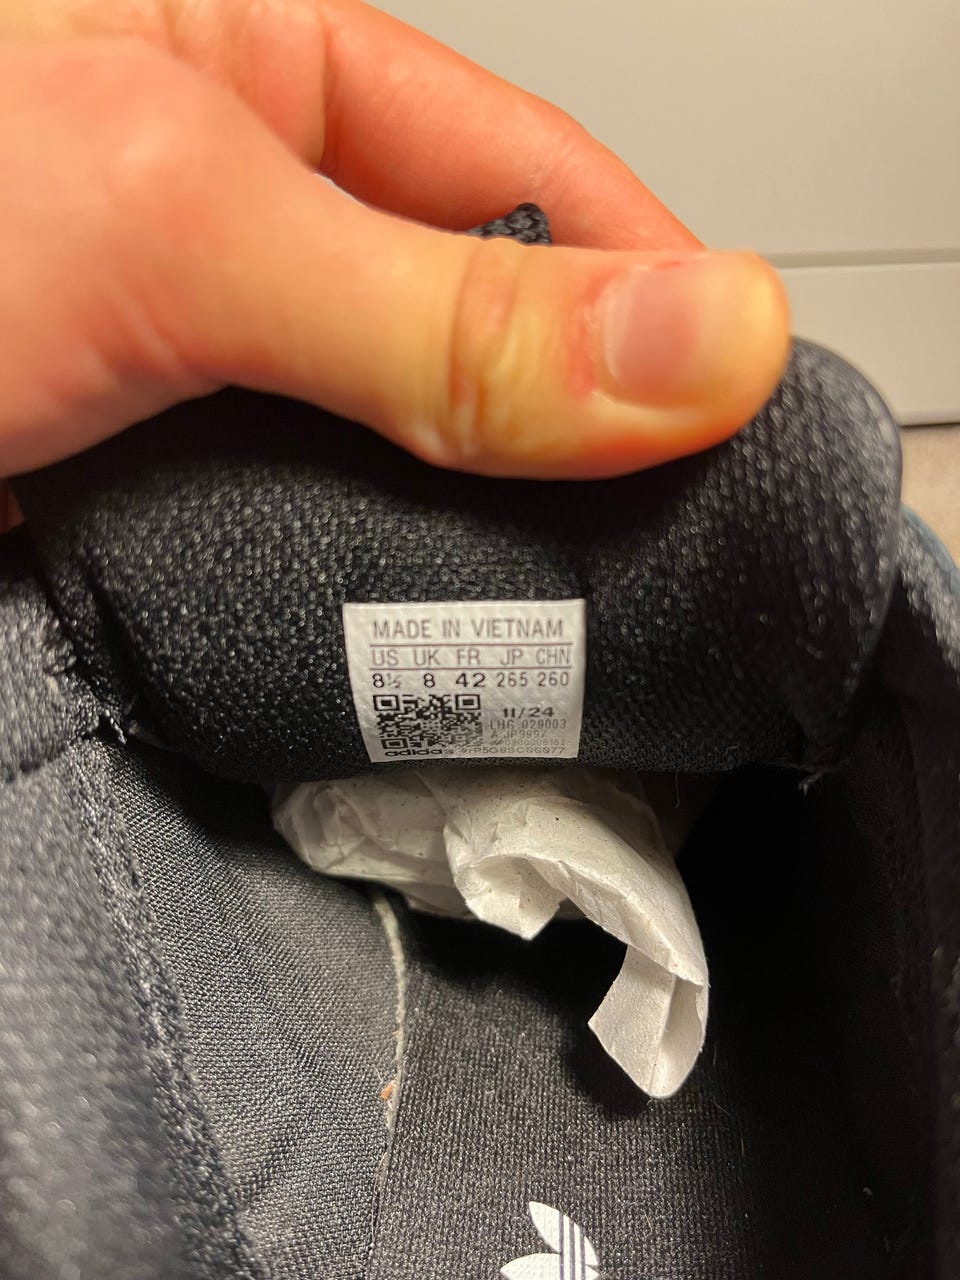 MADE IN VIETNAM
US UK FR JP CHN
8½ 8 42 265 260
11/24
LHG 029003
adidas